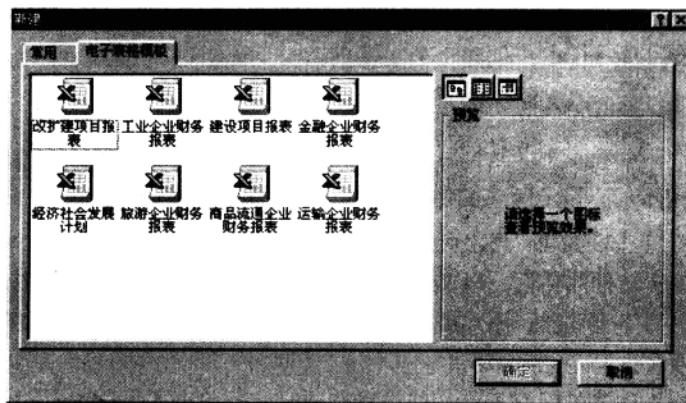 新建
常用 电子表格模板
改扩建项目报 工业企业财务 建设项目报表 金融企业财务
表 报表 报表
预览
经济社会发展 旅游企业财务 商品流通企业 运输企业财务
计划 报表 财务报表 报表
请选择一个图标
查看预览效果。
确定 取消